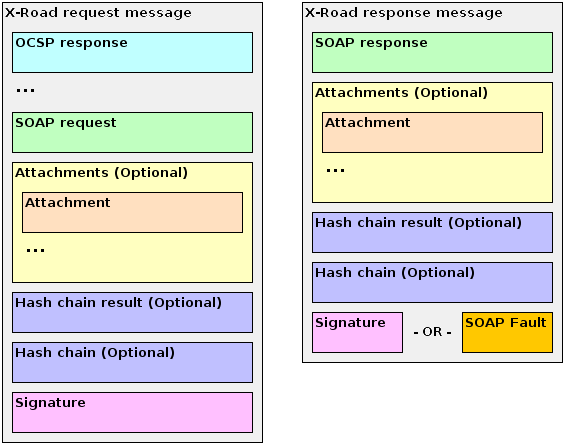 X-Road request message
OCSP response
...
SOAP request
Attachments (Optional)
Attachment
...
Hash chain result (Optional)
Hash chain (Optional)
Signature
X-Road response message
SOAP response
Attachments (Optional)
Attachment
...
Hash chain result (Optional)
Hash chain (Optional)
Signature
- OR -
SOAP Fault